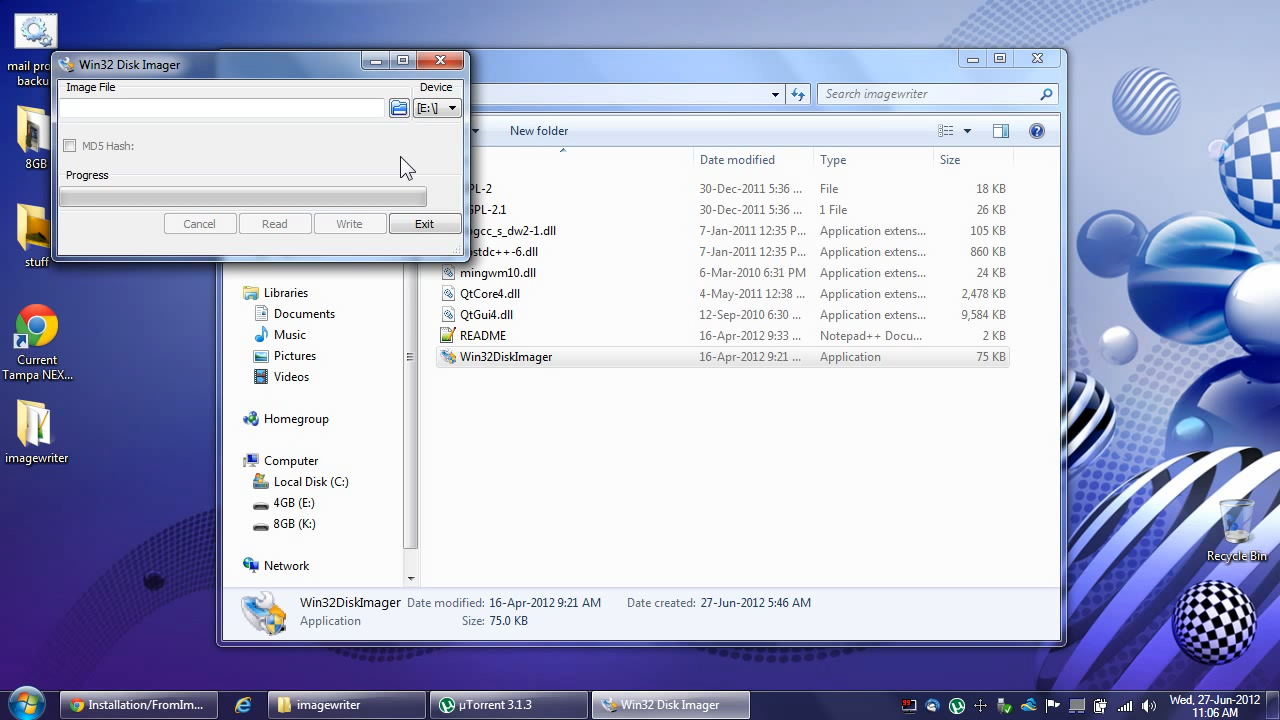 mail pro
backu
8GB
stuff
Current
Tampa NEX...
imagewriter
Win32 Disk Imager
Image File
Device
[E:\]
MD5 Hash:
Progress
Cancel
Read
Write
Exit
Search imagewriter
New folder
Date modified
Type
Size
PL-2
30-Dec-2011 5:36 ...
File
18 KB
GPL-2.1
30-Dec-2011 5:36 ...
1 File
26 KB
gcc_s_dw2-1.dll
7-Jan-2011 12:35 P...
Application extens...
105 KB
stdc++-6.dll
7-Jan-2011 12:35 P...
Application extens...
860 KB
mingwm10.dll
6-Mar-2010 6:31 PM
Application extens...
24 KB
QtCore4.dll
4-May-2011 12:38 ...
Application extens...
2,478 KB
QtGui4.dll
12-Sep-2010 6:30 ...
Application extens...
9,584 KB
README
16-Apr-2012 9:33 ...
Notepad++ Docu...
2 KB
Win32DiskImager
16-Apr-2012 9:21 ...
Application
75 KB
Libraries
Documents
Music
Pictures
Videos
Homegroup
Computer
Local Disk (C:)
4GB (E:)
8GB (K:)
Network
Win32DiskImager
Date modified: 16-Apr-2012 9:21 AM
Date created: 27-Jun-2012 5:46 AM
Application
Size: 75.0 KB
Recycle Bin
Installation/FromIm...
imagewriter
µTorrent 3.1.3
Win32 Disk Imager
Wed, 27-Jun-2012
11:06 AM